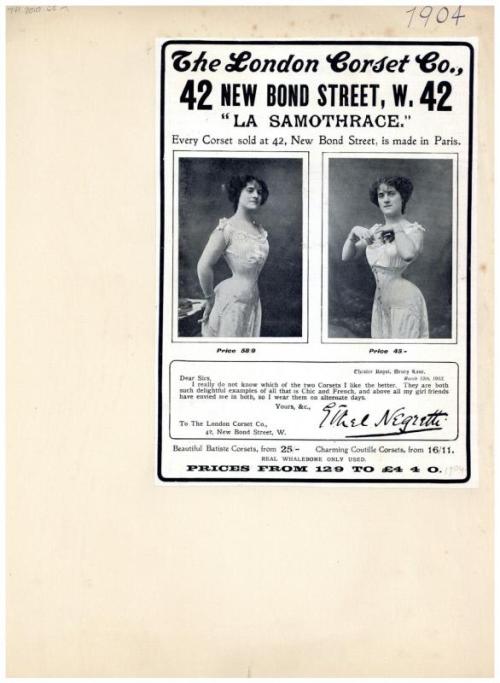 1904
The London Corset Co.,
42 NEW BOND STREET, W. 42
"LA SAMOTHRACE."
Every Corset sold at 42, New Bond Street, is made in Paris.
Price 58/9
Price 45/-
Theatre Royal, Drury Lane,
March 12th, 1903.
Dear Sirs,
I really do not know which of the two Corsets I like the better. They are both
such delightful examples of all that is Chic and French, and above all my girl friends
have envied me in both, so I wear them on alternate days.
Yours, &c.,
Ethel Negretti
To The London Corset Co.,
42, New Bond Street, W.
Beautiful Batiste Corsets, from 25/- Charming Coutille Corsets, from 16/11.
REAL WHALEBONE ONLY USED.
PRICES FROM 12/9 TO £4 4 0.
1904